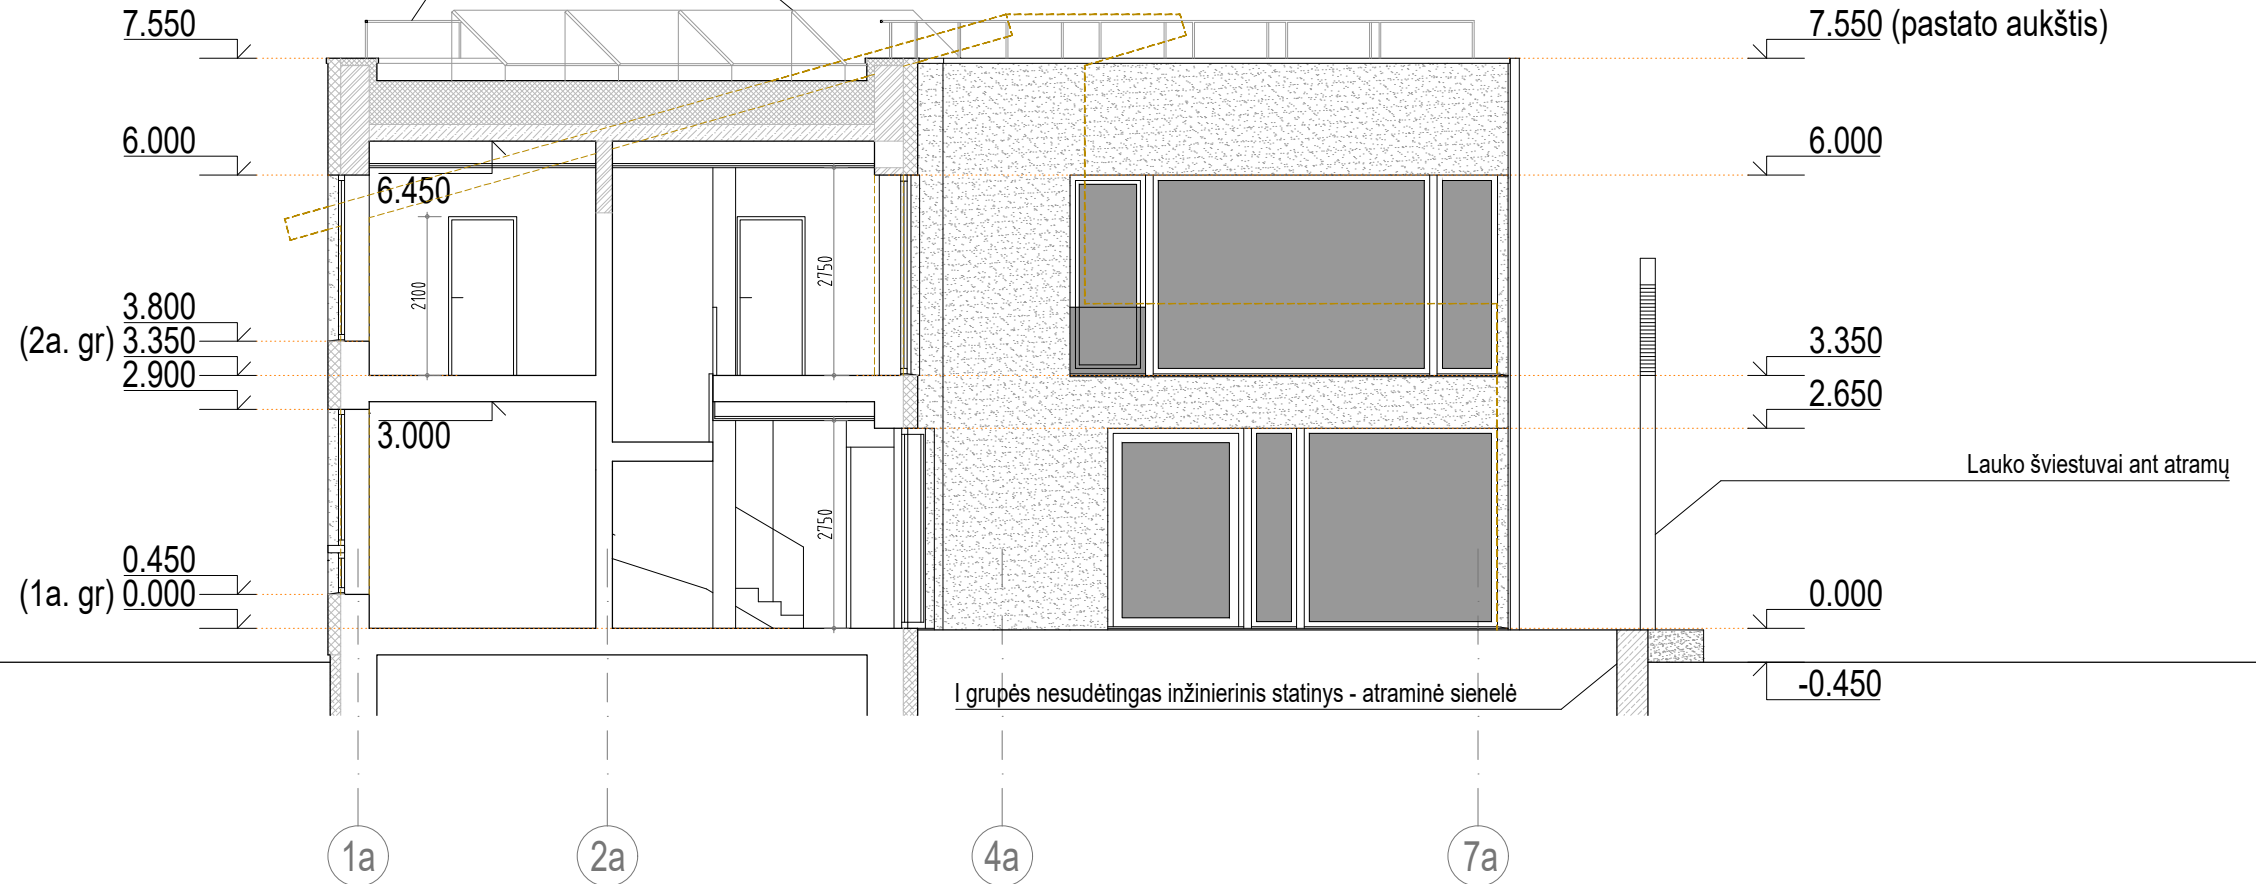 7.550
7.550 (pastato aukštis)
6.000
6.000
6.450
2100
2750
3.800
(2a. gr) 3.350
2.900
3.350
2.650
3.000
2750
Lauko šviestuvai ant atramų
0.450
(1a. gr) 0.000
0.000
-0.450
I grupės nesudėtingas inžinierinis statinys - atraminė sienelė
1a
2a
4a
7a